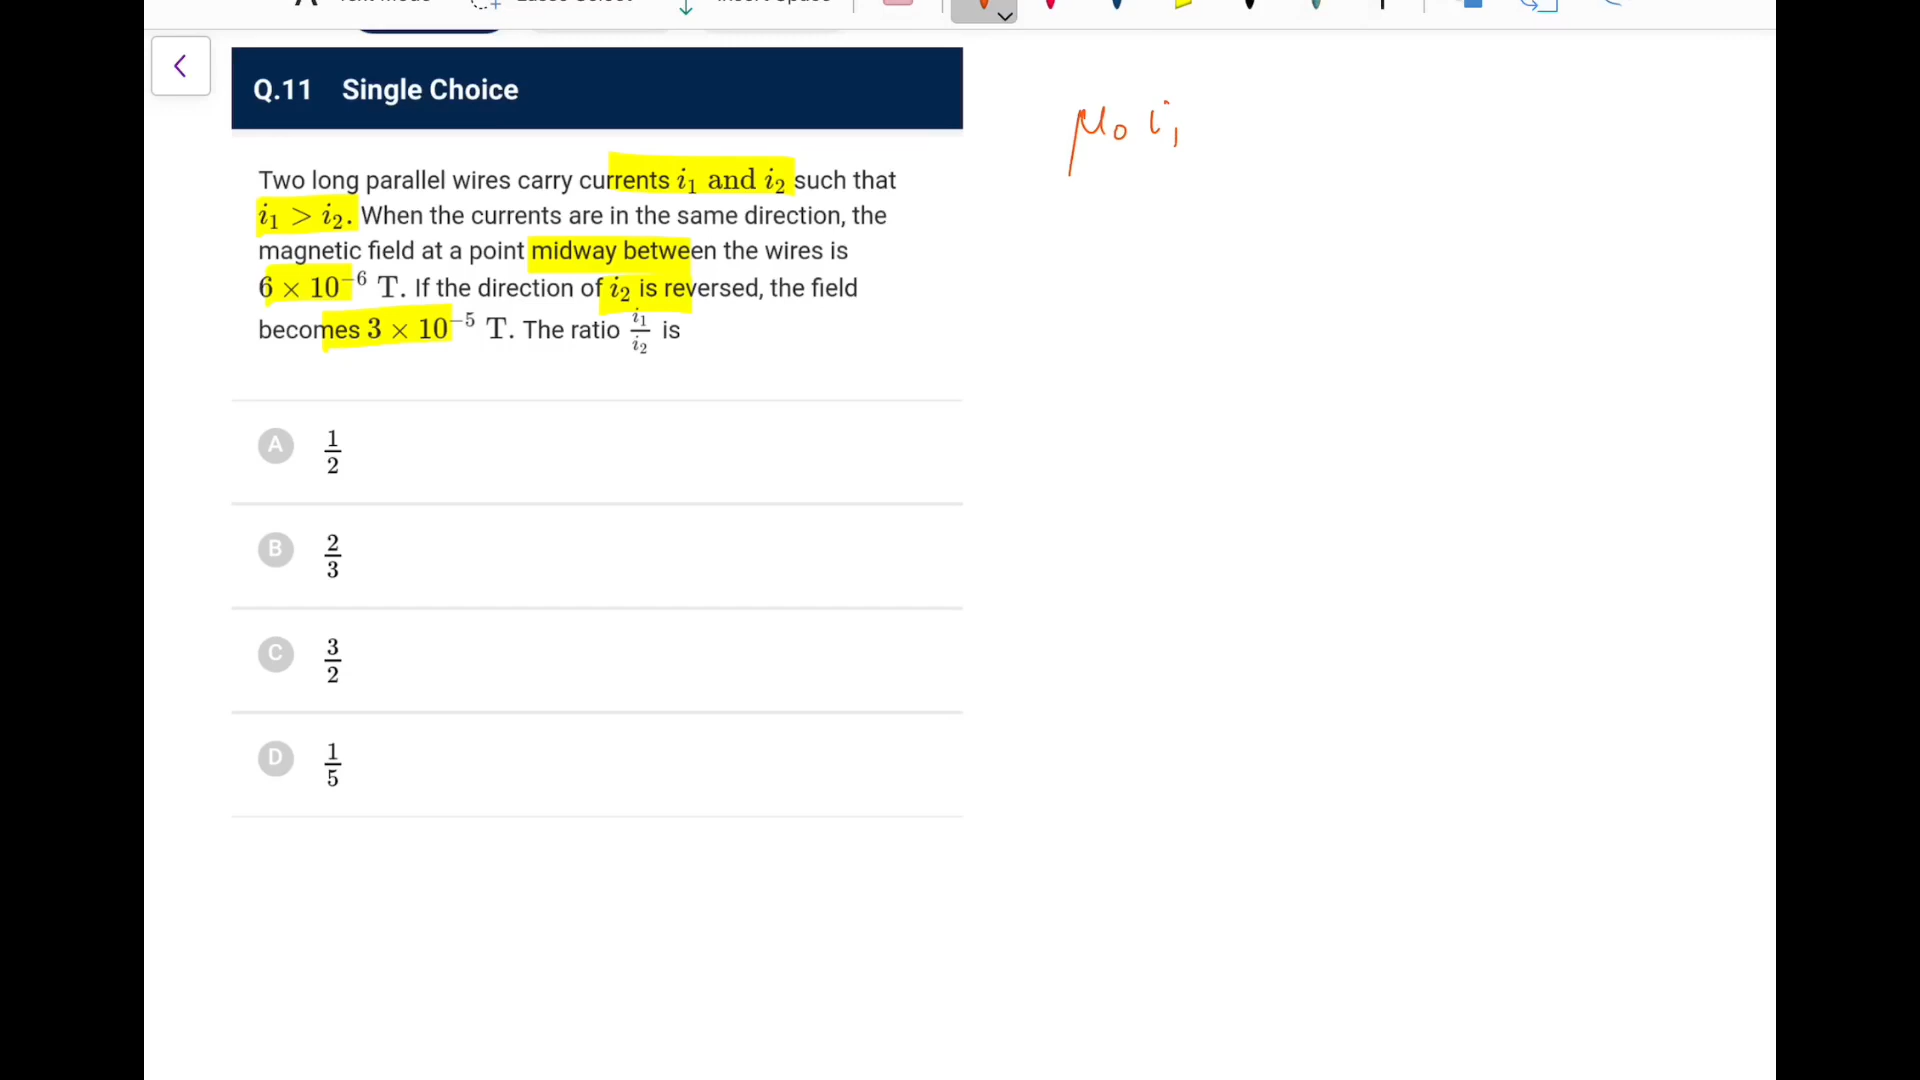 Q.11 Single Choice
μ₀ i₁
Two long parallel wires carry currents i₁ and i₂ such that
i₁ > i₂. When the currents are in the same direction, the
magnetic field at a point midway between the wires is
6 × 10⁻⁶ T. If the direction of i₂ is reversed, the field
becomes 3 × 10⁻⁵ T. The ratio i₁/i₂ is
A 1/2
B 2/3
C 3/2
D 1/5